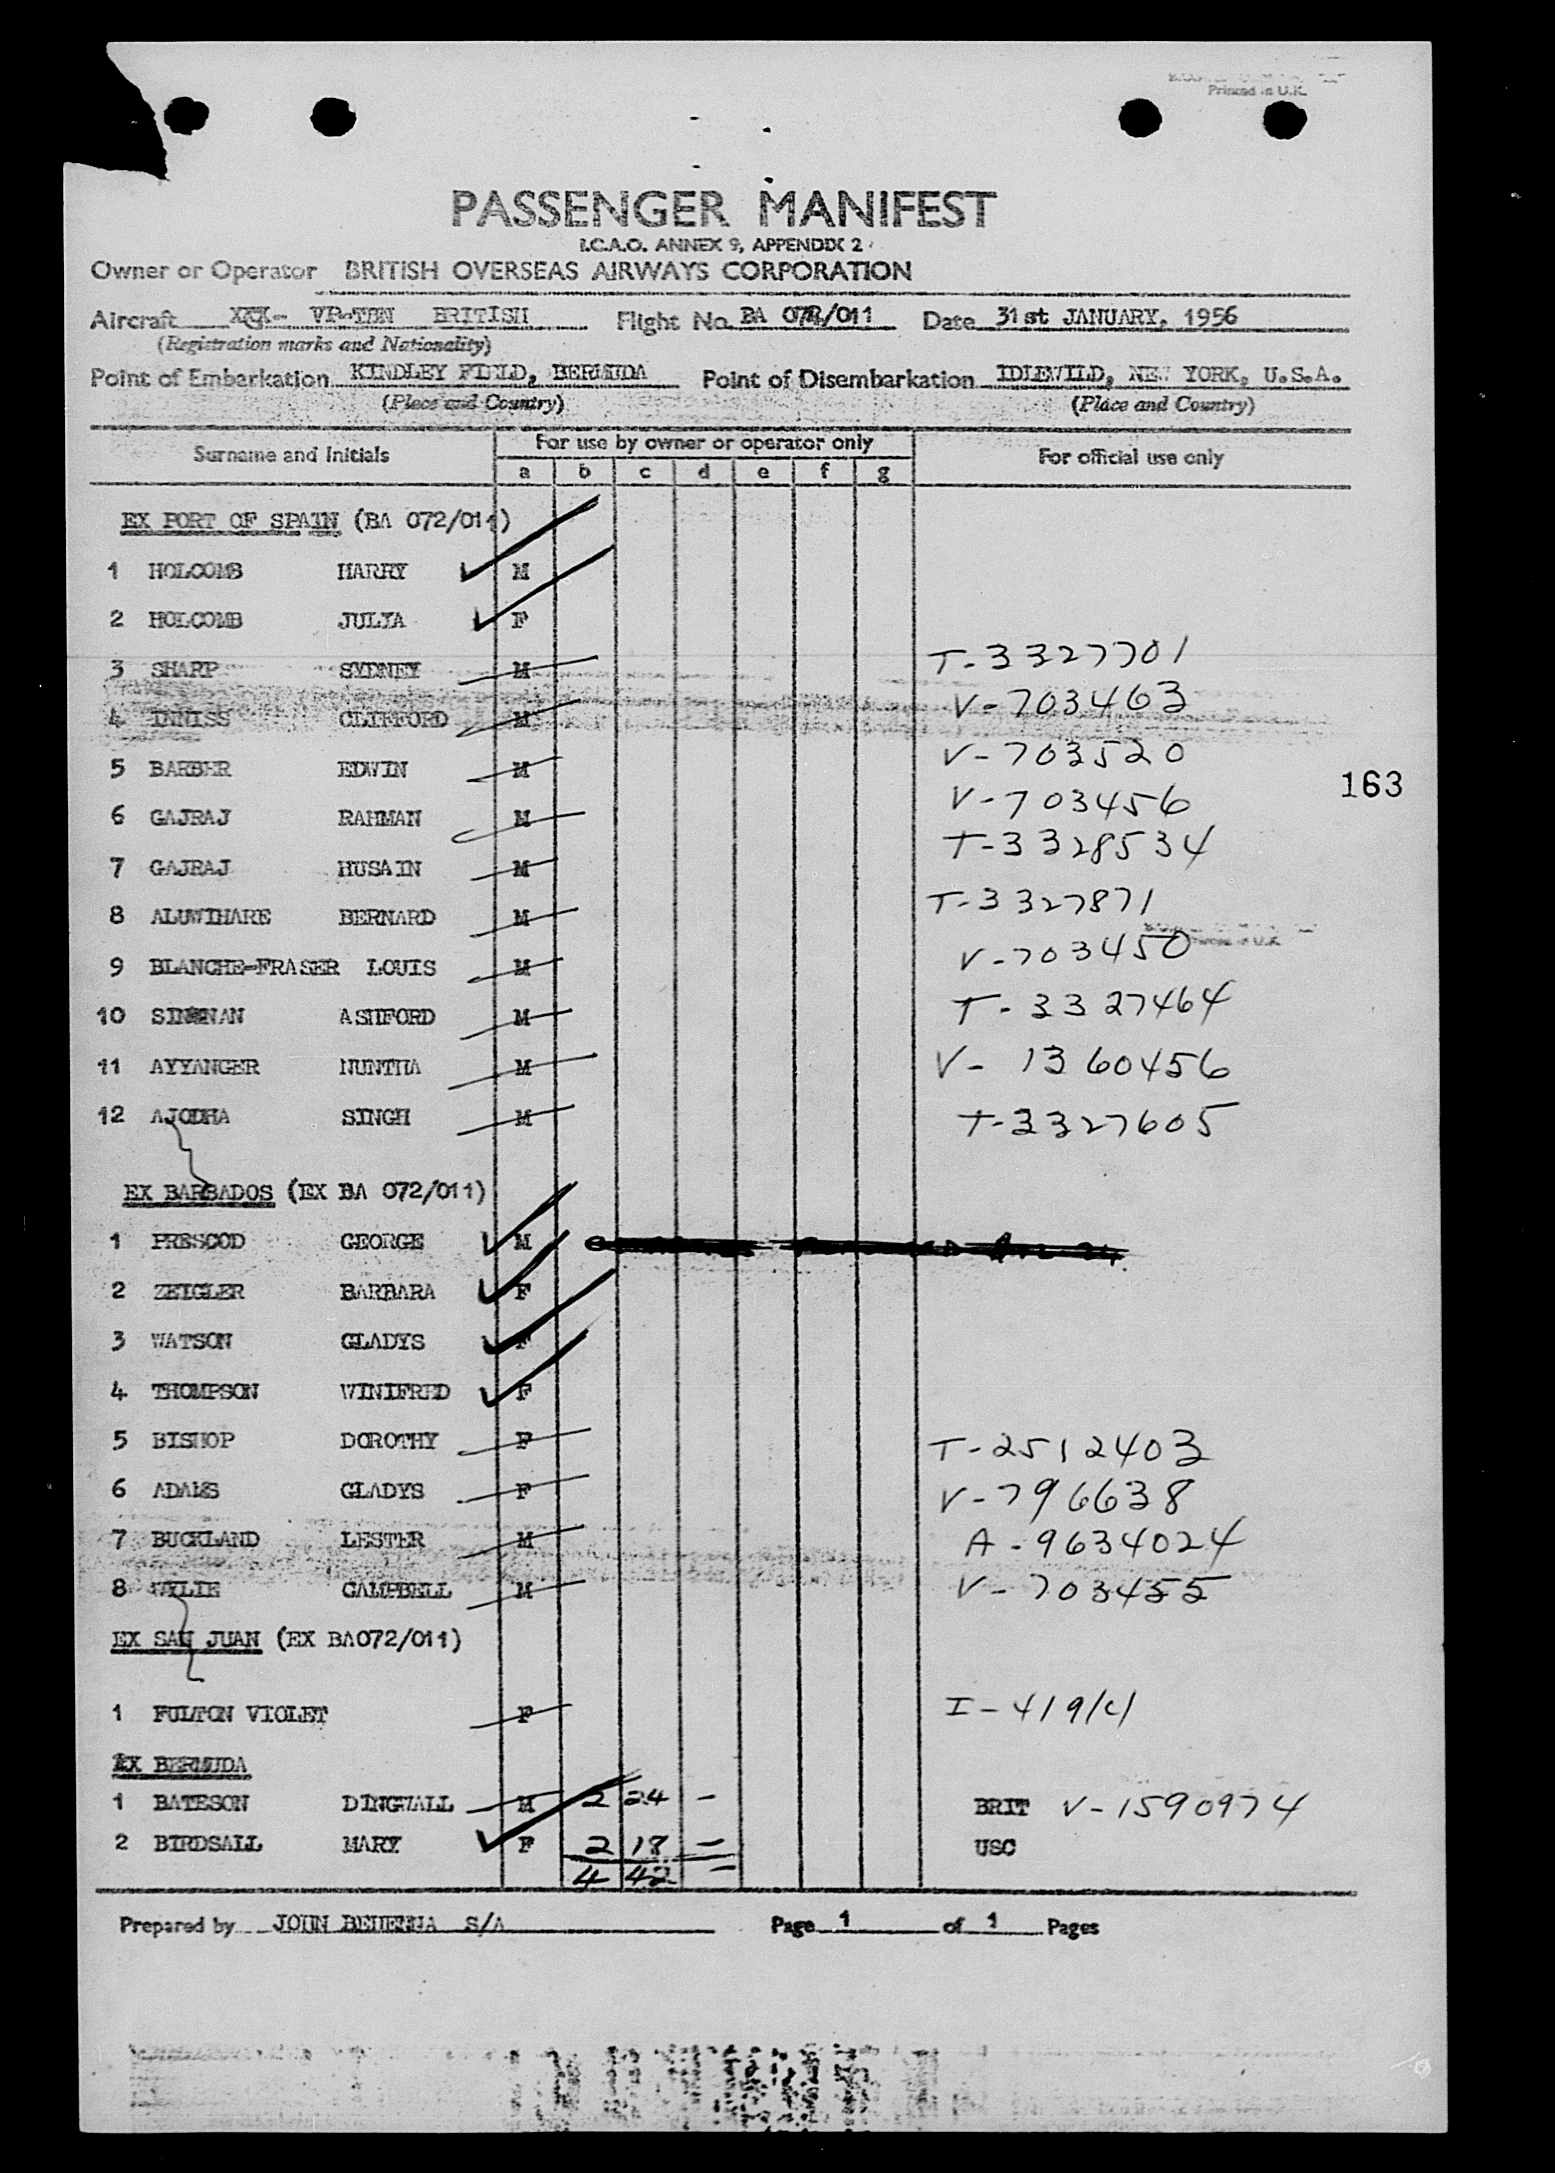 Printed in U.K.
PASSENGER MANIFEST
I.C.A.O. ANNEX 9, APPENDIX 2
Owner or Operator BRITISH OVERSEAS AIRWAYS CORPORATION
Aircraft VR-TBN BRITISH Flight No. BA 072/011 Date 31st JANUARY, 1956
(Registration marks and Nationality)
Point of Embarkation KINDLEY FIELD, BERMUDA Point of Disembarkation IDLEWILD, NEW YORK, U.S.A.
(Place and Country) (Place and Country)
Surname and Initials For use by owner or operator only For official use only
a b c d e f g
EX PORT OF SPAIN (BA 072/011)
1 HOLCOMB HARRY M
2 HOLCOMB JULIA F
3 SHARP SYDNEY M T-3327701
4 INNISS CLIFFORD M V-703463
5 BARBER EDWIN M V-703520
163
6 GAJRAJ RAHMAN M V-703456
7 GAJRAJ HUSAIN M T-3328534
8 ALUWIHARE BERNARD M T-3327871
9 BLANCHE-FRASER LOUIS M V-703450
10 SINANAN ASHFORD M T-3327464
11 AYYANGER NUNTHA M V-1360456
12 AJODHA SINGH M T-3327605
EX BARBADOS (EX BA 072/011)
1 PRESCOD GEORGE M
2 ZEIGLER BARBARA F
3 WATSON GLADYS F
4 THOMPSON WINIFRED F
5 BISHOP DOROTHY F T-2512403
6 ADAMS GLADYS F V-796638
7 BUCKLAND LESTER M A-9634024
8 WYLIE CAMPBELL M V-703455
EX SAN JUAN (EX BA072/011)
1 FULTON VIOLET F I-419/4/
EX BERMUDA
1 BATESON DINGWALL M 2 24 - BRIT V-1590974
2 BIRDSALL MARY F 2 18 - USC
4 42 -
Prepared by JOHN BEHENNA S/A Page 1 of 1 Pages